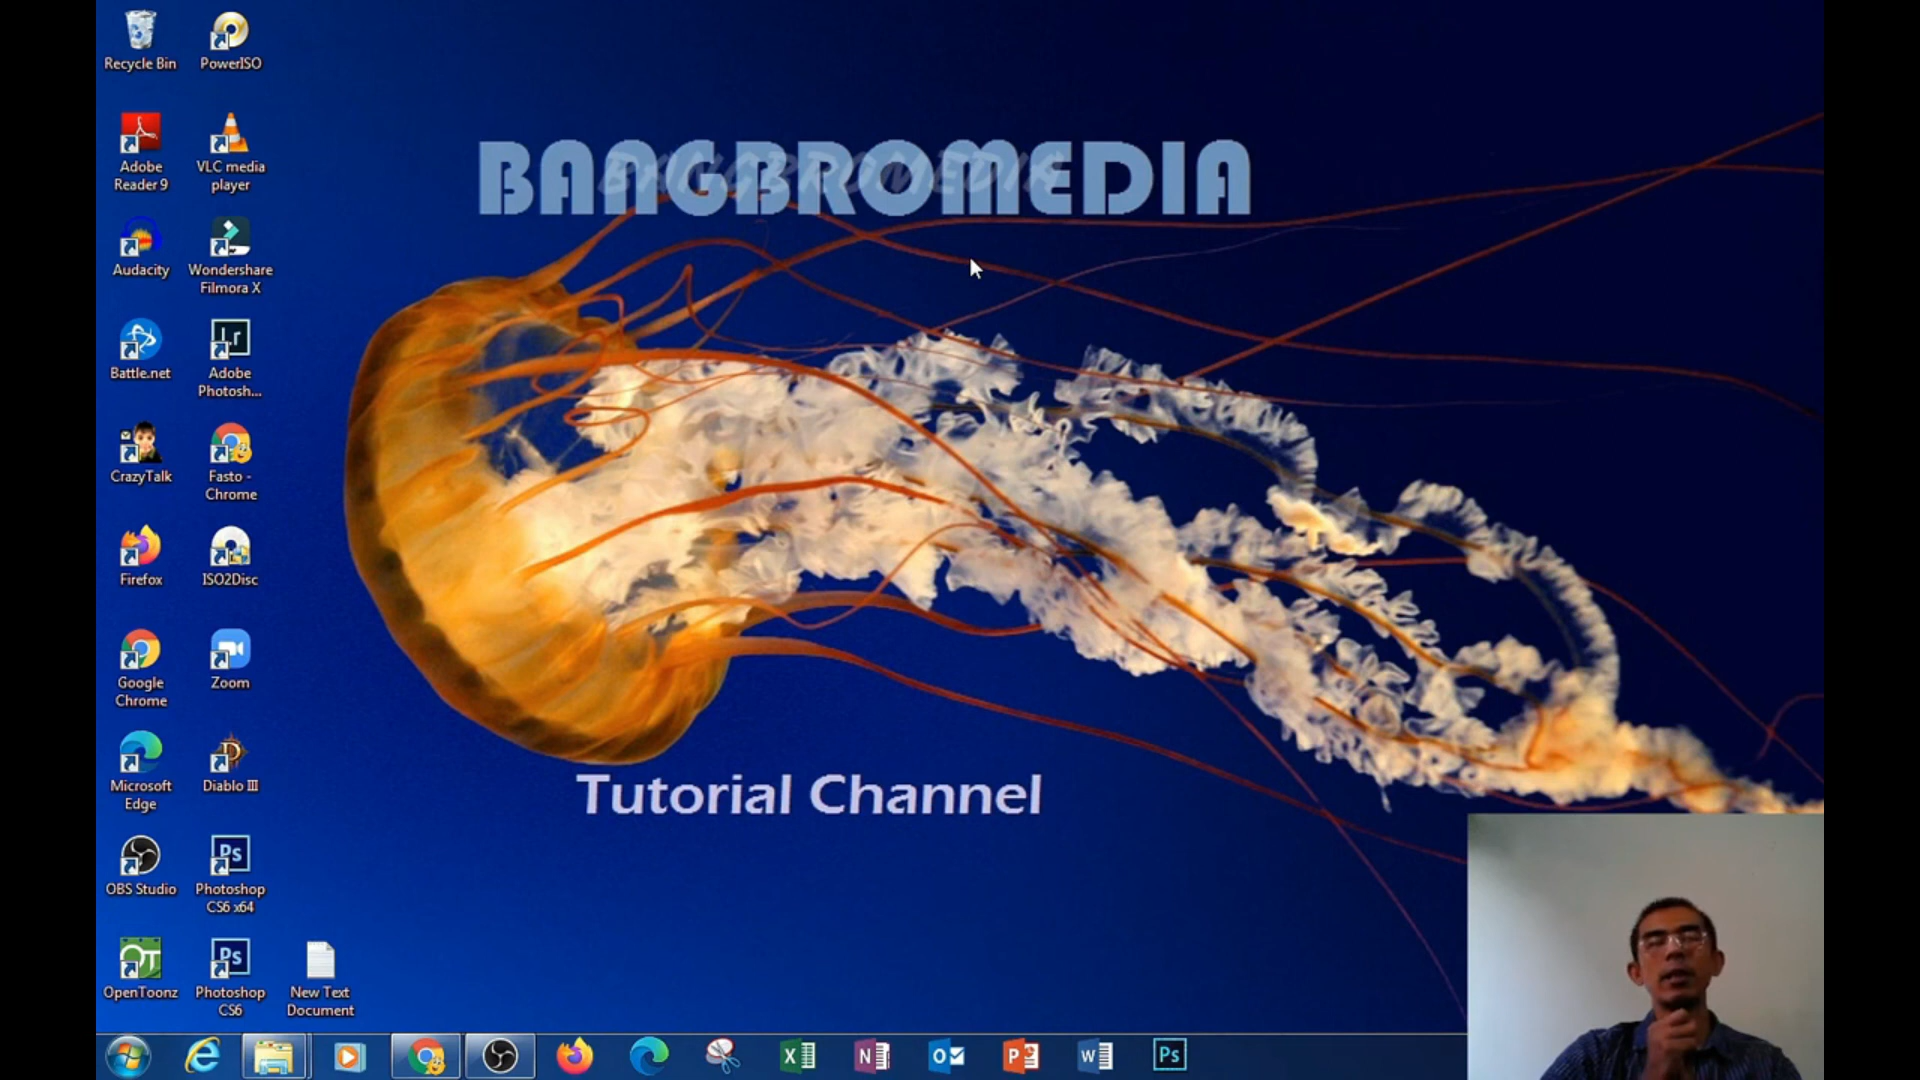 Recycle Bin
PowerISO
Adobe
Reader 9
VLC media
player
Audacity
Wondershare
Filmora X
Battle.net
Adobe
Photosh...
CrazyTalk
Fasto -
Chrome
Firefox
ISO2Disc
Google
Chrome
Zoom
Microsoft
Edge
Diablo III
OBS Studio
Photoshop
CS6 x64
OpenToonz
Photoshop
CS6
New Text
Document
BANGBROMEDIA
BANGBROMEDIA
Tutorial Channel